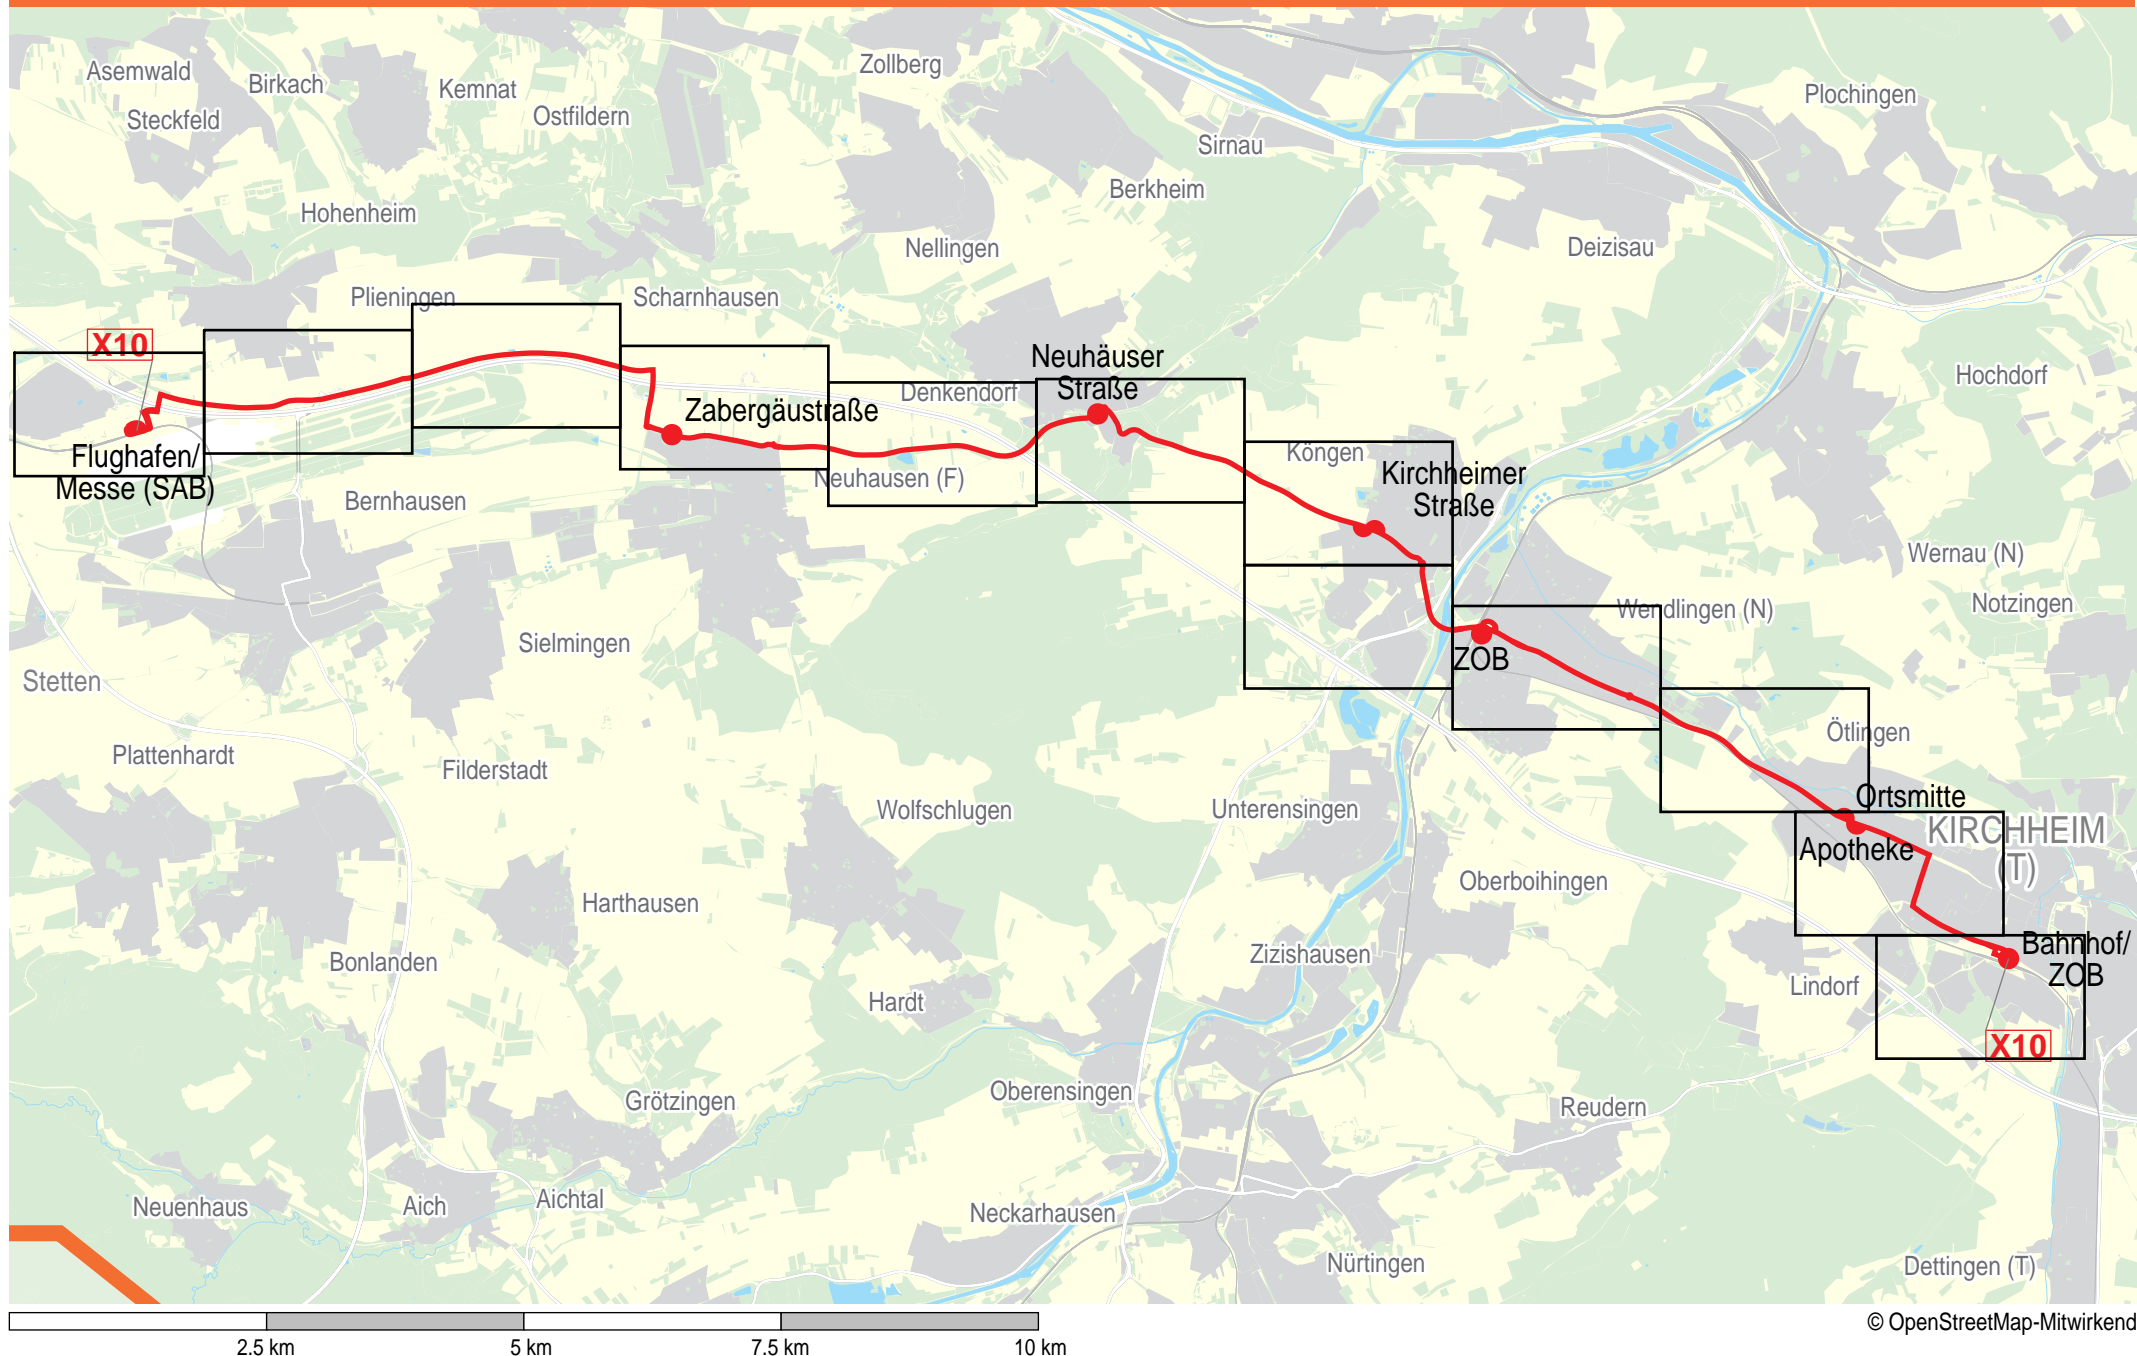 Asemwald
Birkach
Steckfeld
Kemnat
Ostfildern
Zollberg
Plochingen
Sirnau
Berkheim
Hohenheim
Nellingen
Deizisau
Plieningen
Scharnhausen
X10
Neuhäuser
Straße
Denkendorf
Hochdorf
Zabergäustraße
Flughafen/
Messe (SAB)
Bernhausen
Neuhausen (F)
Köngen
Kirchheimer
Straße
Wernau (N)
Notzingen
Wendlingen (N)
Sielmingen
ZOB
Stetten
Ötlingen
Plattenhardt
Filderstadt
Wolfschlugen
Unterensingen
Ortsmitte
KIRCHHEIM
(T)
Apotheke
Oberboihingen
Harthausen
Bonlanden
Zizishausen
Bahnhof/
ZOB
Lindorf
Hardt
X10
Oberensingen
Grötzingen
Reudern
Neuenhaus
Aich
Aichtal
Neckarhausen
Nürtingen
Dettingen (T)
© OpenStreetMap-Mitwirkend
2.5 km
5 km
7.5 km
10 km